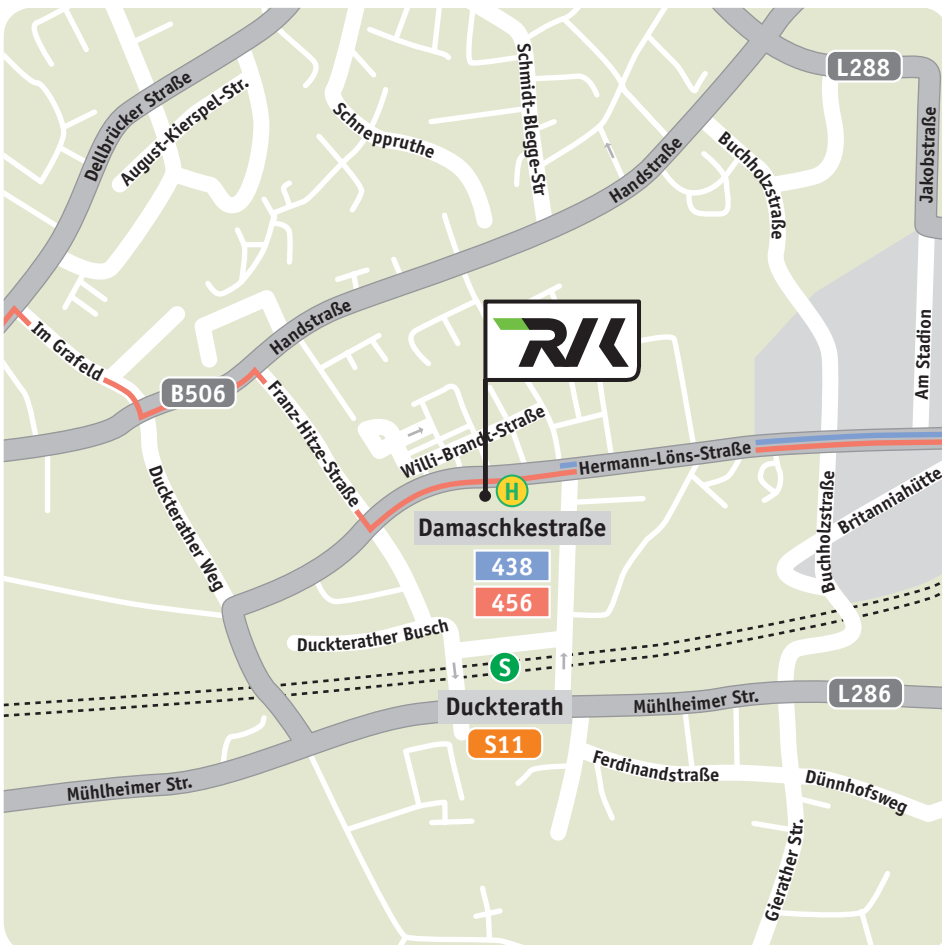 L288
Dellbrücker Straße
August-Kierspel-Str.
Schneppruthe
Schmidt-Blegge-Str
Handstraße
Buchholzstraße
Jakobstraße
Im Grafeld
Handstraße
RK
Am Stadion
B506
Franz-Hitze-Straße
Willi-Brandt-Straße
Hermann-Löns-Straße
Duckterather Weg
H
Damaschkestraße
438
456
Buchholzstraße
Britanniahütte
Duckterather Busch
S
Duckterath
S11
Mühlheimer Str.
L286
Mühlheimer Str.
Ferdinandstraße
Dünnhofsweg
Gierather Str.